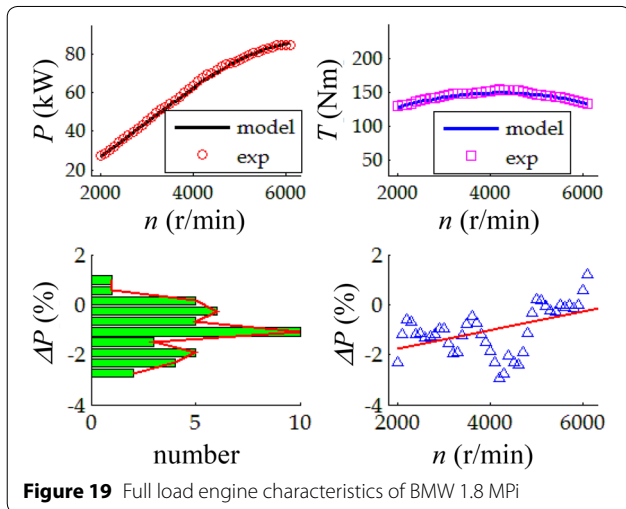 P (kW)
80
60
40
20
model
exp
2000
4000
6000
n (r/min)
T (Nm)
200
150
100
50
model
exp
2000
4000
6000
n (r/min)
ΔP (%)
2
0
-2
-4
0
5
10
number
ΔP (%)
2
0
-2
-4
2000
4000
6000
n (r/min)
Figure 19 Full load engine characteristics of BMW 1.8 MPi